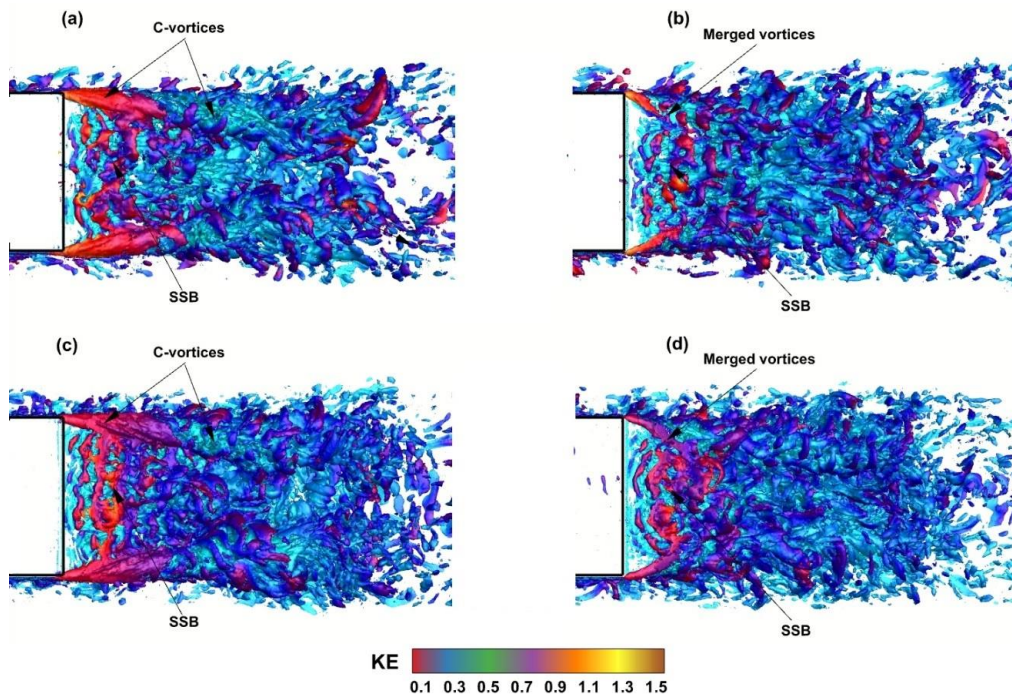 (a)
C-vortices
SSB
(b)
Merged vortices
SSB
(c)
C-vortices
SSB
(d)
Merged vortices
SSB
KE
0.1 0.3 0.5 0.7 0.9 1.1 1.3 1.5